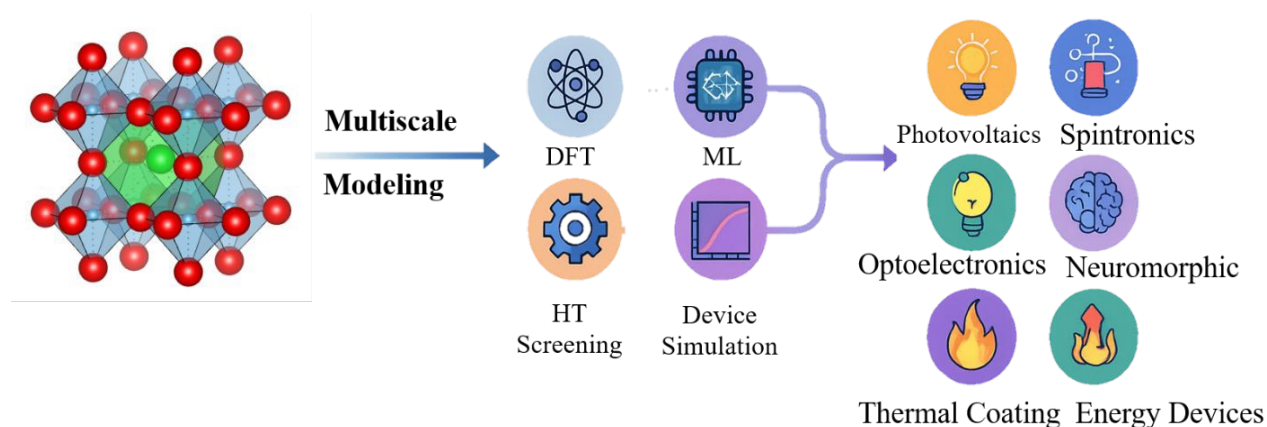 Multiscale
Modeling
DFT
ML
HT
Screening
Device
Simulation
Photovoltaics
Spintronics
Optoelectronics
Neuromorphic
Thermal Coating
Energy Devices